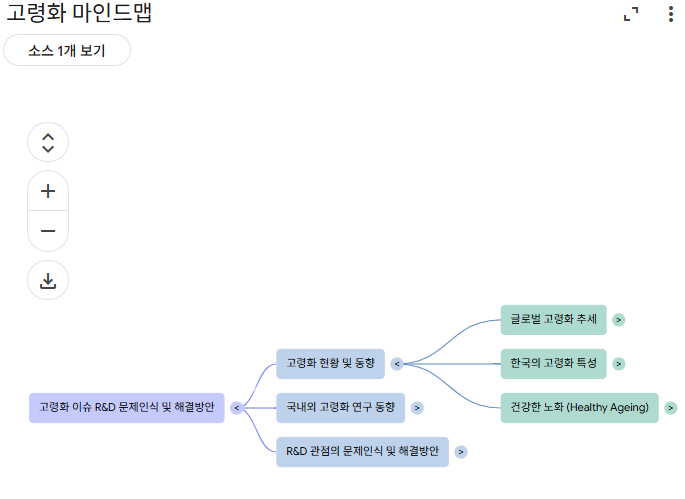 고령화 마인드맵
소스 1개 보기
글로벌 고령화 추세 >
고령화 현황 및 동향 <
한국의 고령화 특성 >
고령화 이슈 R&D 문제인식 및 해결방안 <
국내외 고령화 연구 동향 >
건강한 노화 (Healthy Ageing) >
R&D 관점의 문제인식 및 해결방안 >